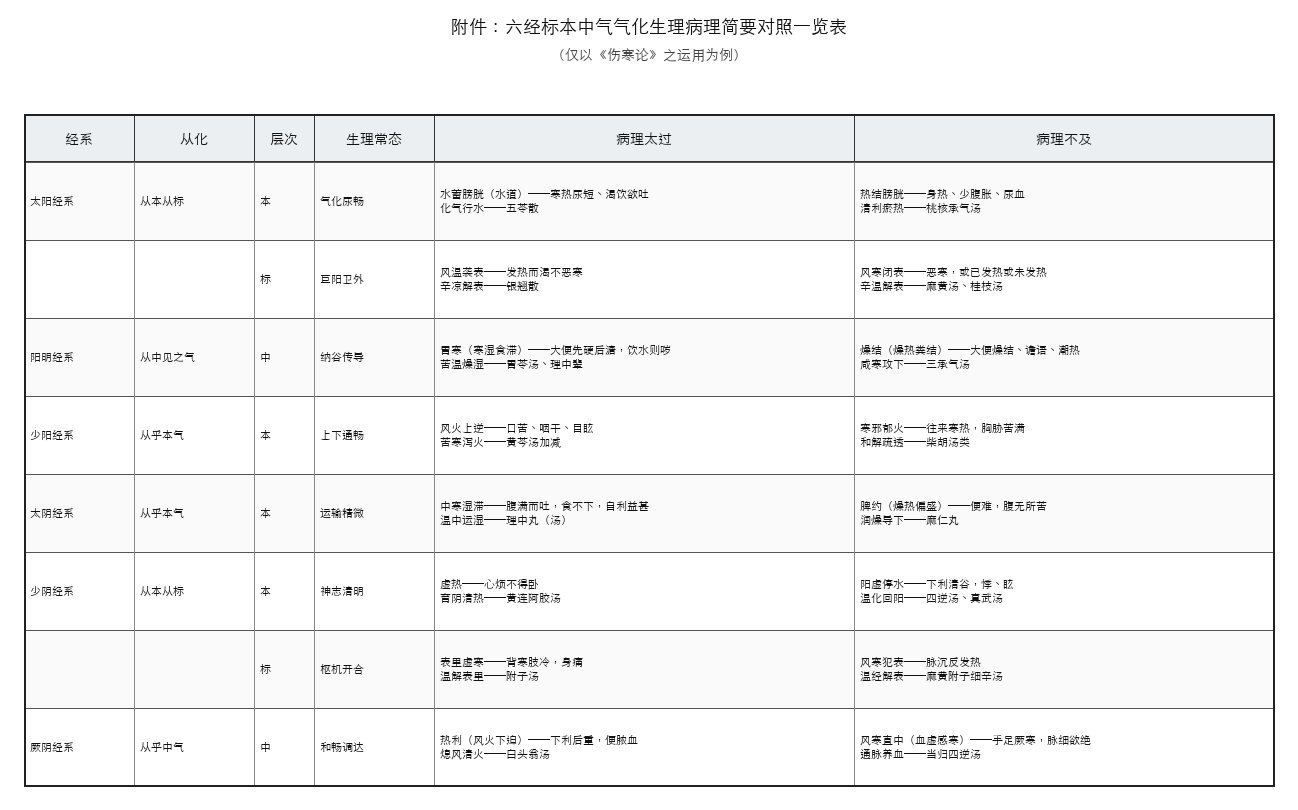 附件：六经标本中气气化生理病理简要对照一览表
（仅以《伤寒论》之运用为例）
经系 从化 层次 生理常态 病理太过 病理不及
太阳经系 从本从标 本 气化尿畅
水蓄膀胱（水道）——寒热尿短、渴饮欲吐
化气行水——五苓散
热结膀胱——身热、少腹胀、尿血
清利瘀热——桃核承气汤
标 巨阳卫外
风温袭表——发热而渴不恶寒
辛凉解表——银翘散
风寒闭表——恶寒，或已发热或未发热
辛温解表——麻黄汤、桂枝汤
阳明经系 从中见之气 中 纳谷传导
胃寒（寒湿食滞）——大便先硬后溏，饮水则哕
苦温燥湿——胃苓汤、理中辈
燥结（燥热粪结）——大便燥结、谵语、潮热
咸寒攻下——三承气汤
少阳经系 从乎本气 本 上下通畅
风火上逆——口苦、咽干、目眩
苦寒泻火——黄芩汤加减
寒邪郁火——往来寒热，胸胁苦满
和解疏透——柴胡汤类
太阴经系 从乎本气 本 运输精微
中寒湿滞——腹满而吐，食不下，自利益甚
温中运湿——理中丸（汤）
脾约（燥热偏盛）——便难，腹无所苦
润燥导下——麻仁丸
少阴经系 从本从标 本 神志清明
虚热——心烦不得卧
育阴清热——黄连阿胶汤
阳虚停水——下利清谷，悸、眩
温化回阳——四逆汤、真武汤
标 枢机开合
表里虚寒——背寒肢冷，身痛
温解表里——附子汤
风寒犯表——脉沉反发热
温经解表——麻黄附子细辛汤
厥阴经系 从乎中气 中 和畅调达
热利（风火下迫）——下利后重，便脓血
熄风清火——白头翁汤
风寒直中（血虚感寒）——手足厥寒，脉细欲绝
通脉养血——当归四逆汤